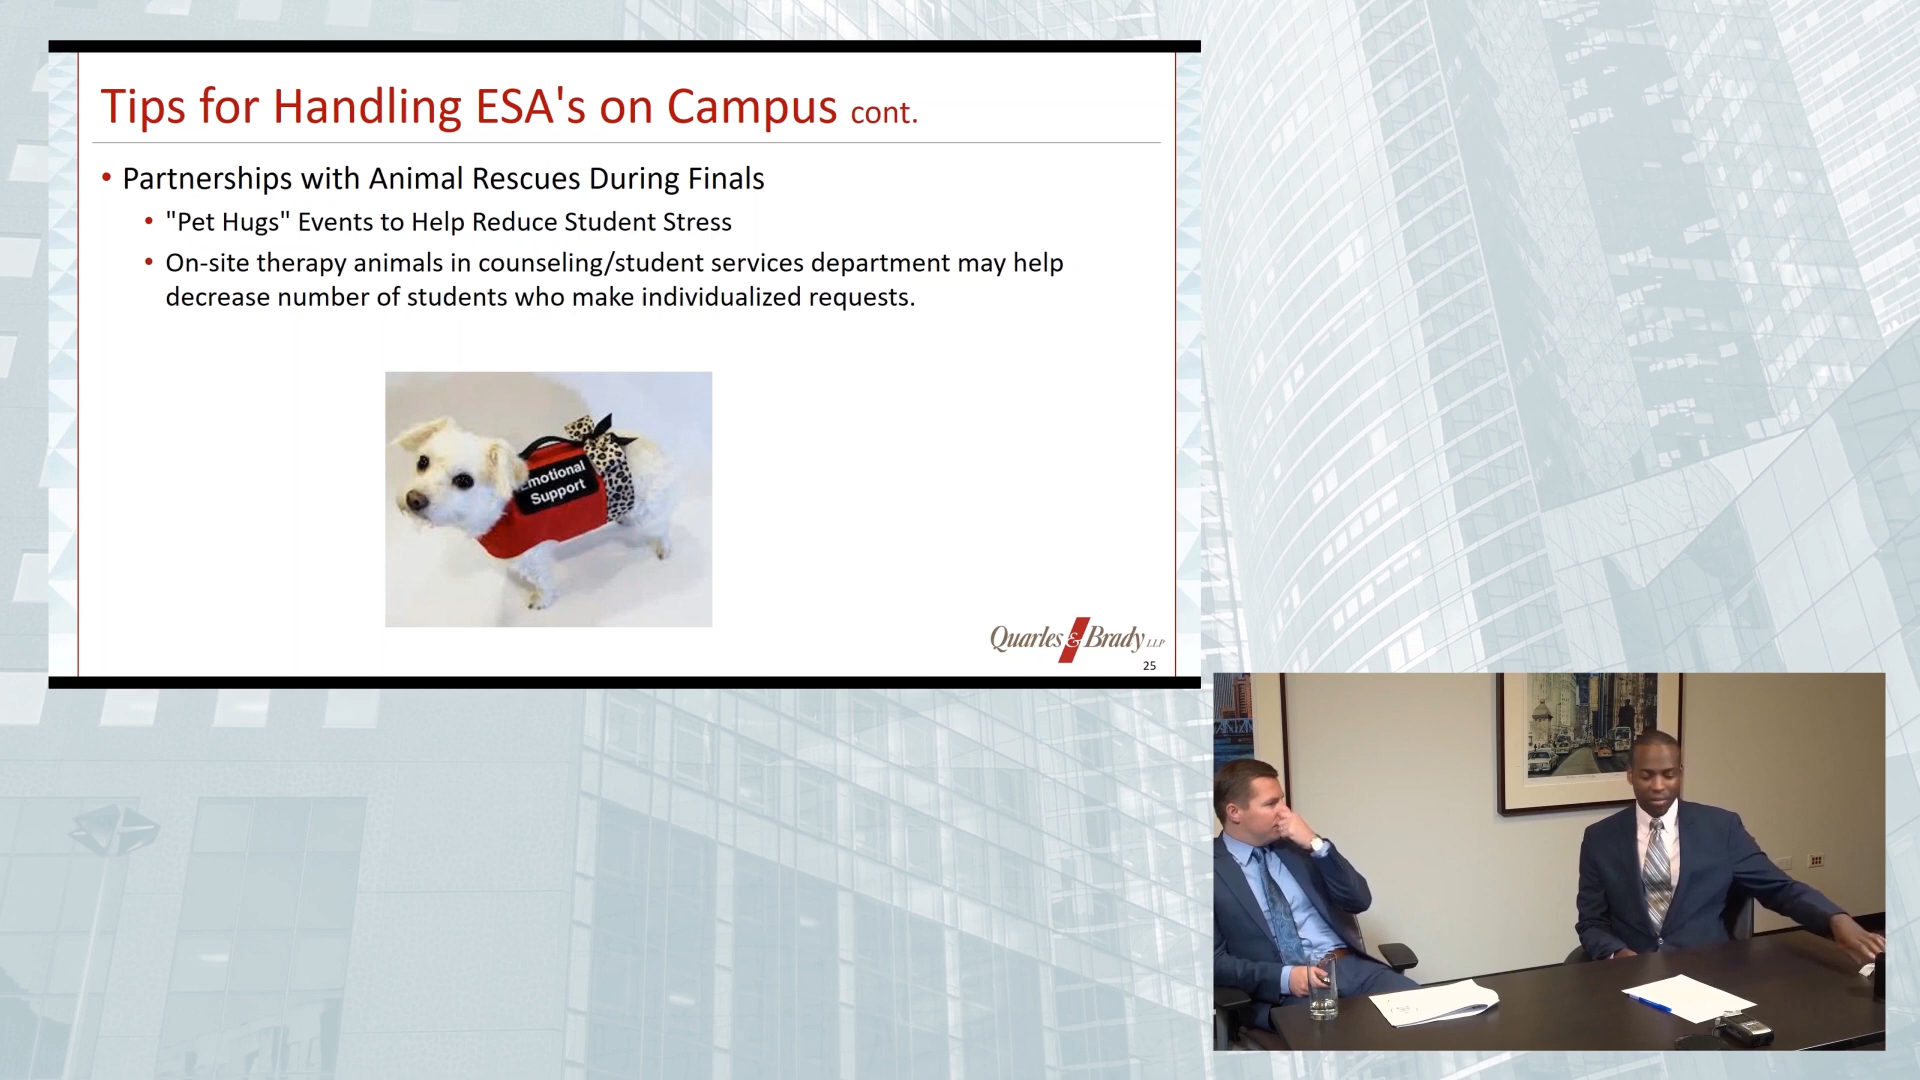 Tips for Handling ESA's on Campus cont.
• Partnerships with Animal Rescues During Finals
• "Pet Hugs" Events to Help Reduce Student Stress
• On-site therapy animals in counseling/student services department may help
decrease number of students who make individualized requests.
Emotional
Support
Quarles & Brady LLP
25